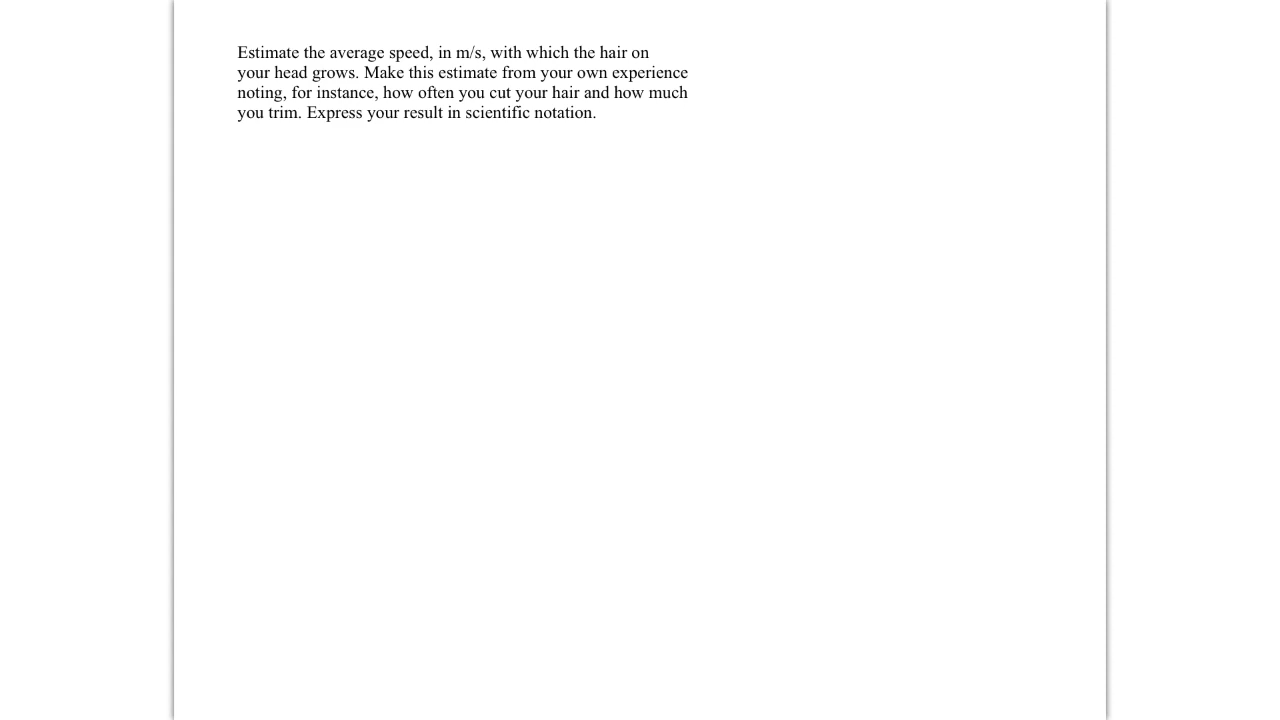 Estimate the average speed, in m/s, with which the hair on
your head grows. Make this estimate from your own experience
noting, for instance, how often you cut your hair and how much
you trim. Express your result in scientific notation.